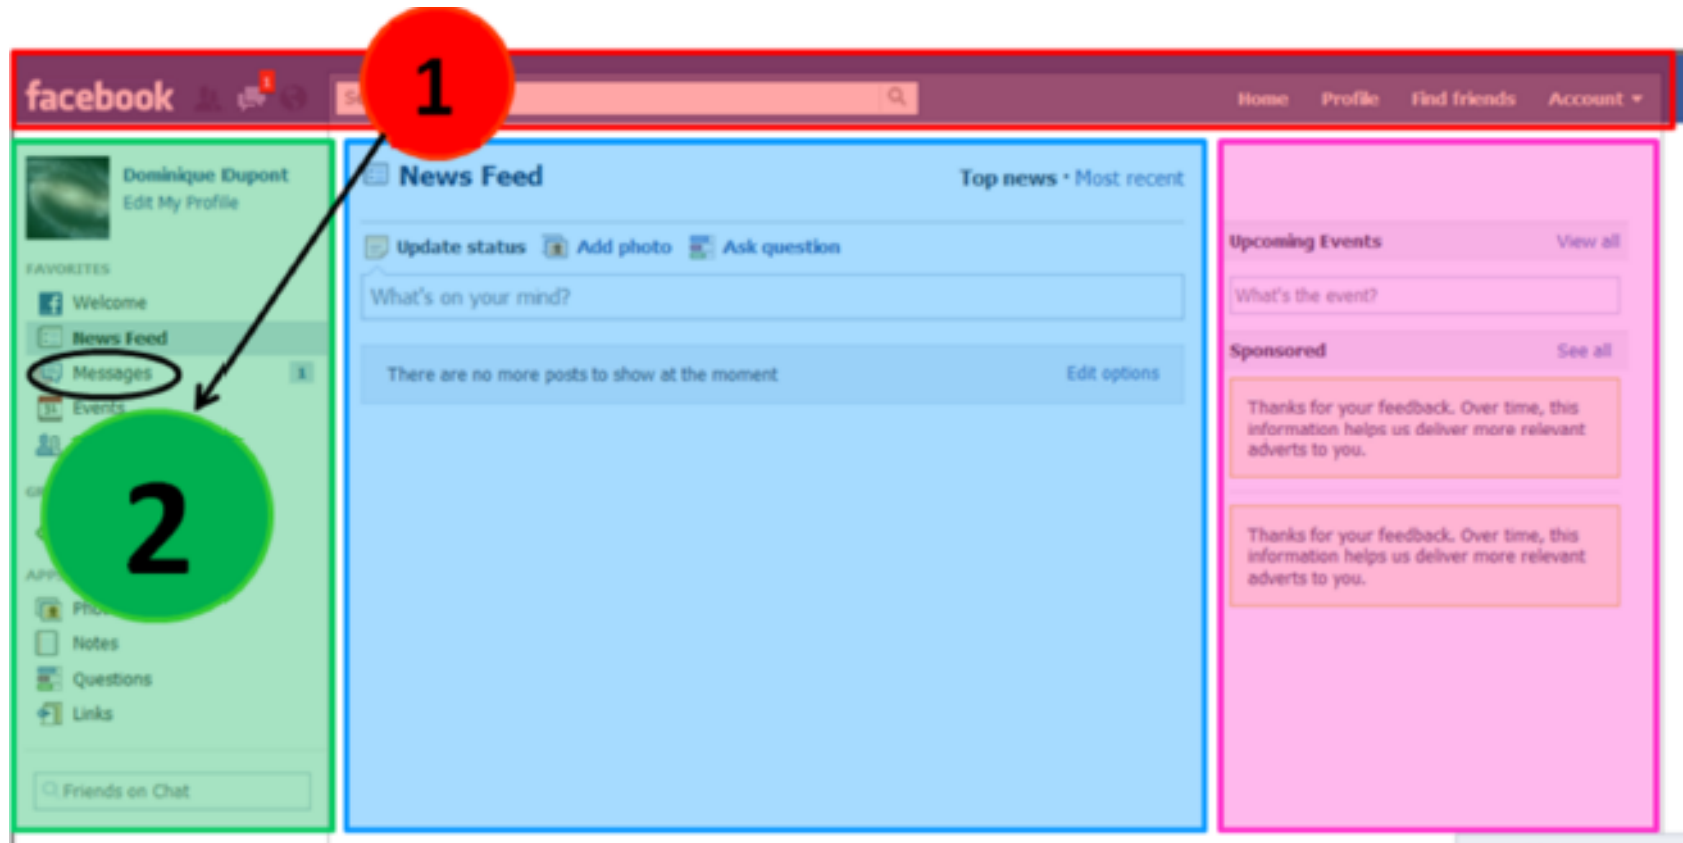 1
facebook
1
Home Profile Find friends Account
Dominique Dupont
Edit My Profile
FAVORITES
Welcome
News Feed
Messages 1
Events
2
Notes
Questions
Links
Friends on Chat
News Feed
Top news · Most recent
Update status Add photo Ask question
What's on your mind?
There are no more posts to show at the moment
Edit options
Upcoming Events View all
What's the event?
Sponsored See all
Thanks for your feedback. Over time, this
information helps us deliver more relevant
adverts to you.
Thanks for your feedback. Over time, this
information helps us deliver more relevant
adverts to you.